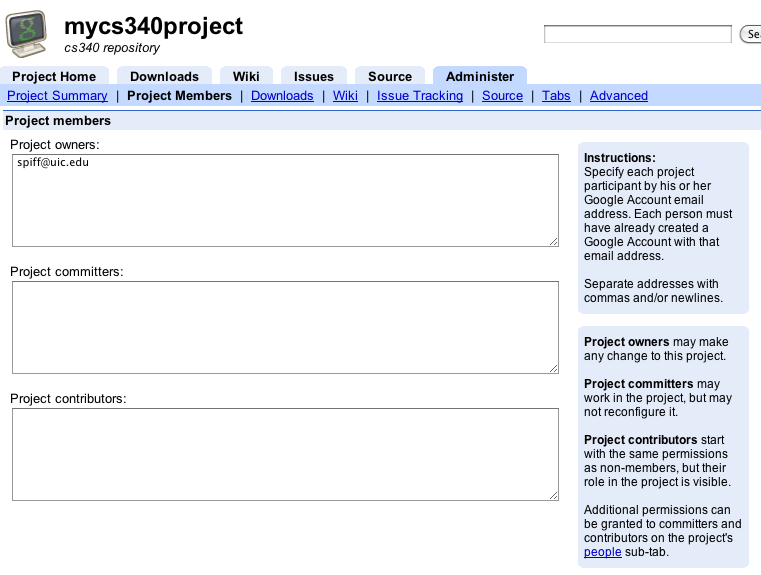 mycs340project
cs340 repository
Project Home Downloads Wiki Issues Source Administer
Project Summary | Project Members | Downloads | Wiki | Issue Tracking | Source | Tabs | Advanced
Project members
Project owners:
spiff@uic.edu
Project committers:
Project contributors:
Instructions:
Specify each project
participant by his or her
Google Account email
address. Each person must
have already created a
Google Account with that
email address.
Separate addresses with
commas and/or newlines.
Project owners may make
any change to this project.
Project committers may
work in the project, but may
not reconfigure it.
Project contributors start
with the same permissions
as non-members, but their
role in the project is visible.
Additional permissions can
be granted to committers and
contributors on the project's
people sub-tab.